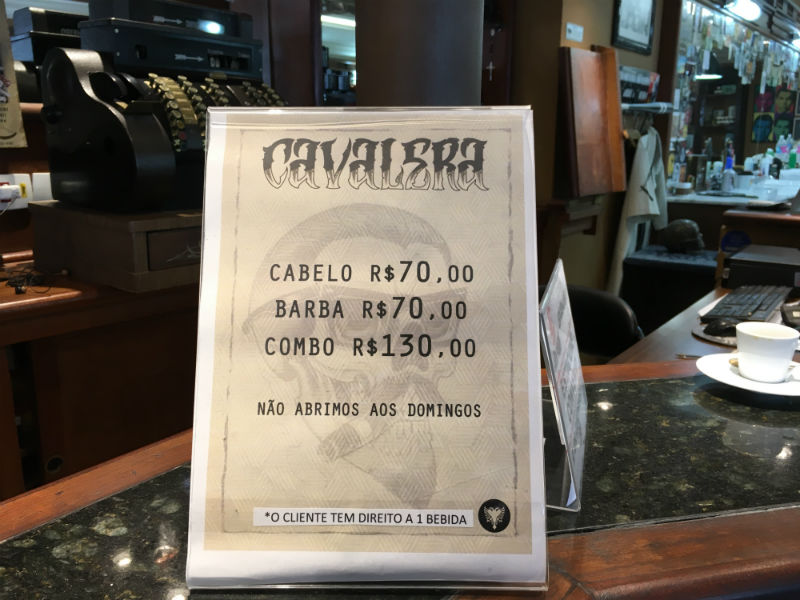 CAVALERA
CABELO R$70,00
BARBA R$70,00
COMBO R$130,00
NÃO ABRIMOS AOS DOMINGOS
*O CLIENTE TEM DIREITO A 1 BEBIDA